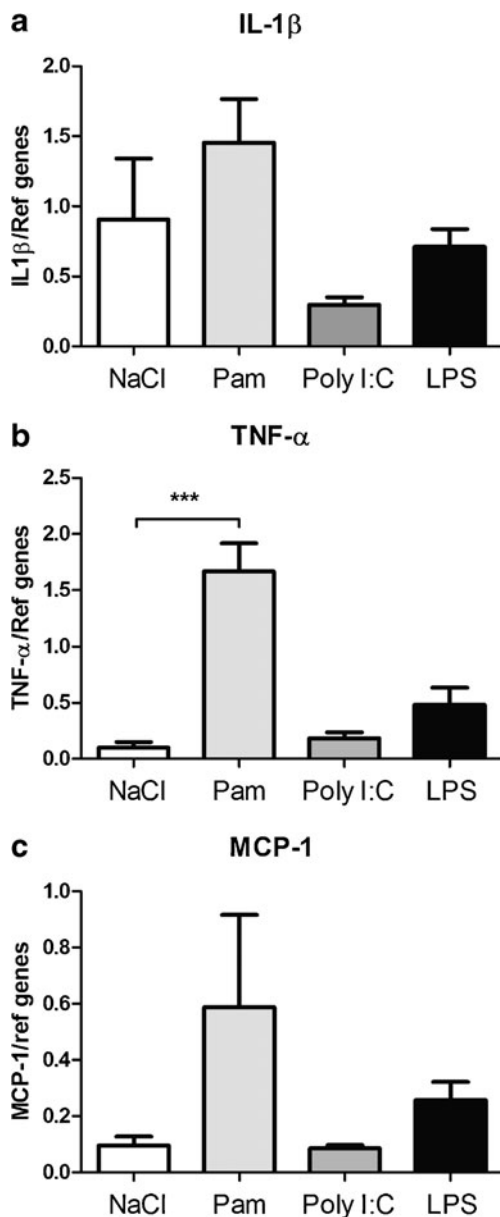 a
IL-1β
2.0
1.5
1.0
0.5
0.0
IL1β/Ref genes
NaCl Pam Poly I:C LPS
b
TNF-α
2.5
2.0
1.5
1.0
0.5
0.0
TNF-α/Ref genes
***
NaCl Pam Poly I:C LPS
c
MCP-1
1.0
0.8
0.6
0.4
0.2
0.0
MCP-1/ref genes
NaCl Pam Poly I:C LPS